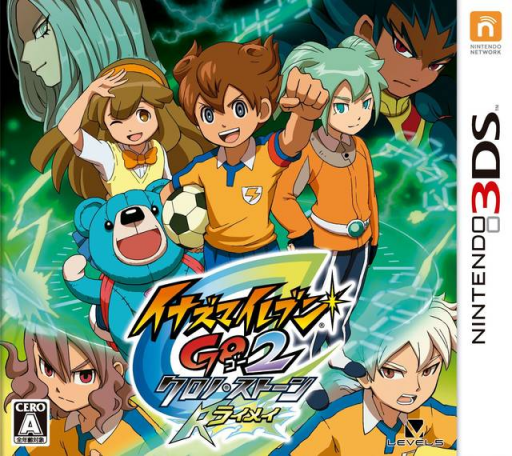 NINTENDO
NETWORK
NINTENDO 3DS™
イナズマイレブン
GO 2
ゴー
クロノ・ストーン
ライメイ
CERO
A
全年齢対象
LEVEL5